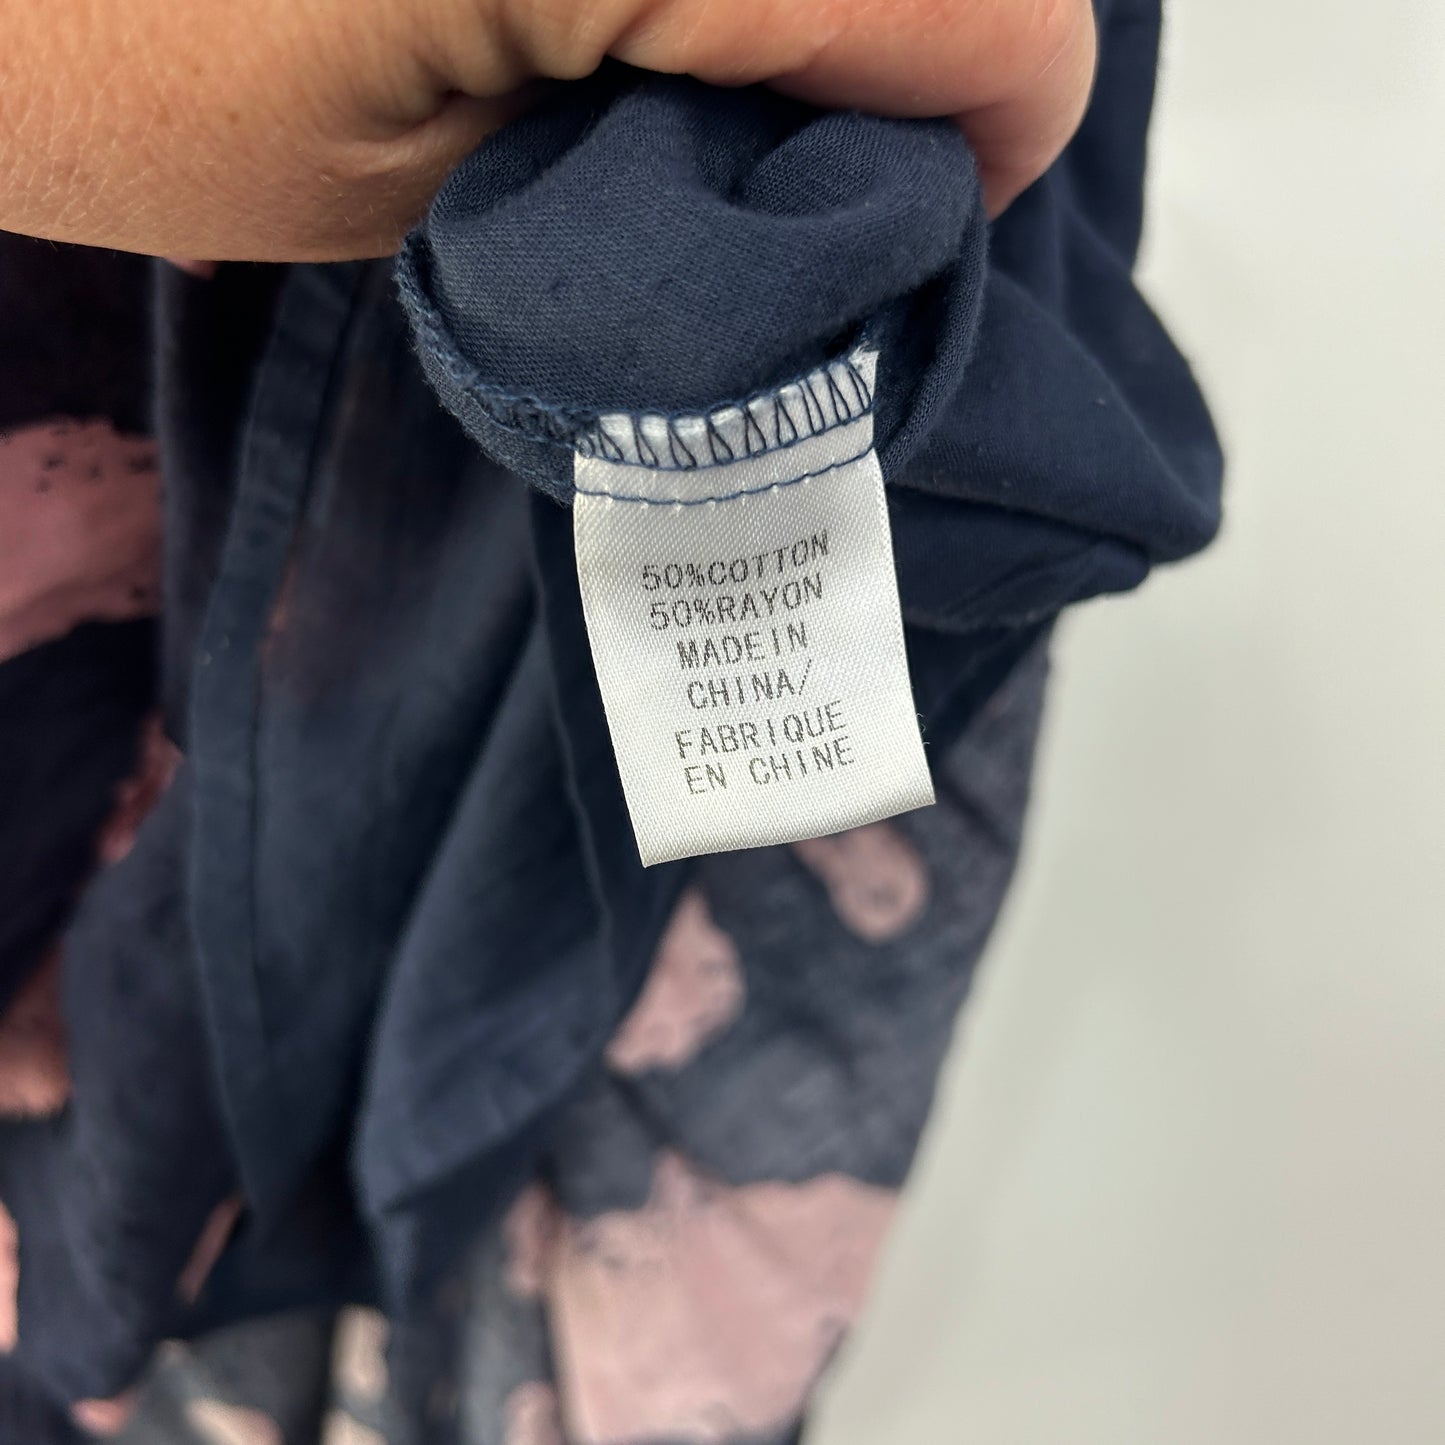 50%COTTON
50%RAYON
MADE IN
CHINA/
FABRIQUE
EN CHINE